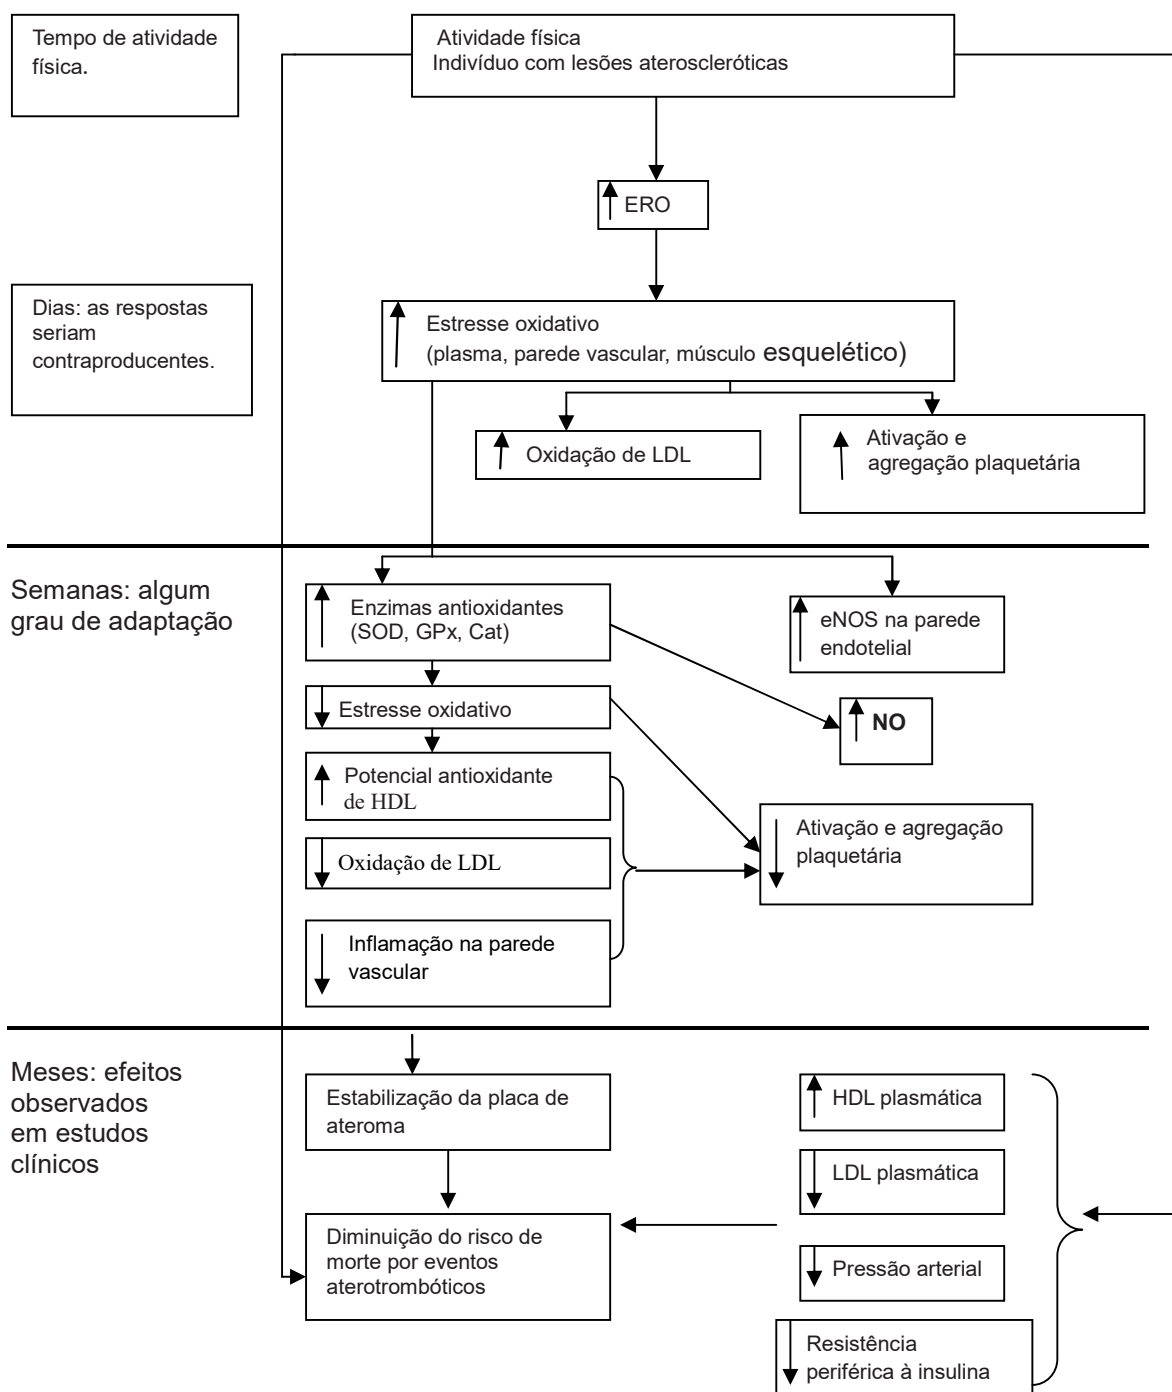 Tempo de atividade
física.
Atividade física
Indivíduo com lesões ateroscleróticas
ERO
Dias: as respostas
seriam
contraproducentes.
Estresse oxidativo
(plasma, parede vascular, músculo esquelético)
Oxidação de LDL
Ativação e
agregação plaquetária
Semanas: algum
grau de adaptação
Enzimas antioxidantes
(SOD, GPx, Cat)
eNOS na parede
endotelial
Estresse oxidativo
NO
Potencial antioxidante
de HDL
Ativação e agregação
plaquetária
Oxidação de LDL
Inflamação na parede
vascular
Meses: efeitos
observados
em estudos
clínicos
Estabilização da placa de
ateroma
HDL plasmática
LDL plasmática
Diminuição do risco de
morte por eventos
aterotrombóticos
Pressão arterial
Resistência
periférica à insulina